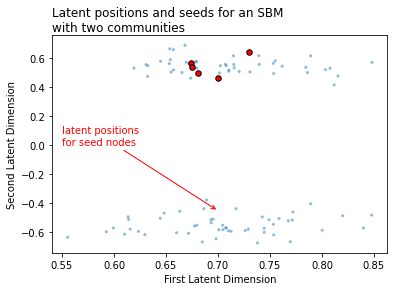 Latent positions and seeds for an SBM
with two communities
0.6
0.4
0.2
0.0
−0.2
−0.4
−0.6
Second Latent Dimension
latent positions
for seed nodes
0.55 0.60 0.65 0.70 0.75 0.80 0.85
First Latent Dimension